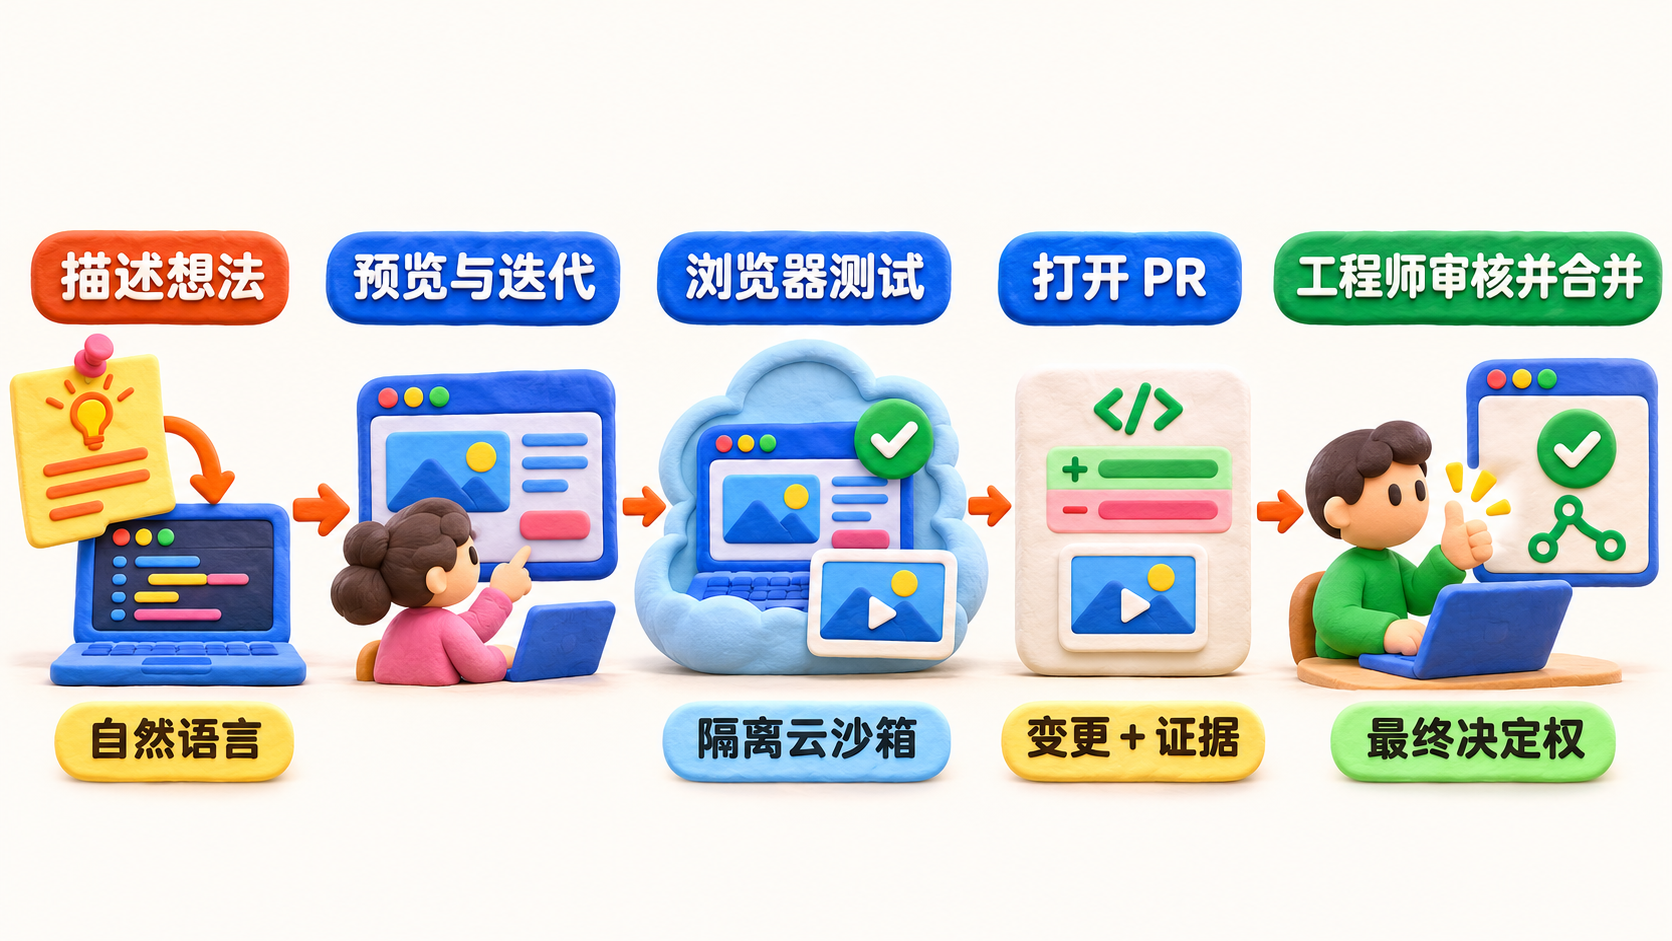 描述想法
预览与迭代
浏览器测试
打开 PR
工程师审核并合并
自然语言
隔离云沙箱
变更 + 证据
最终决定权